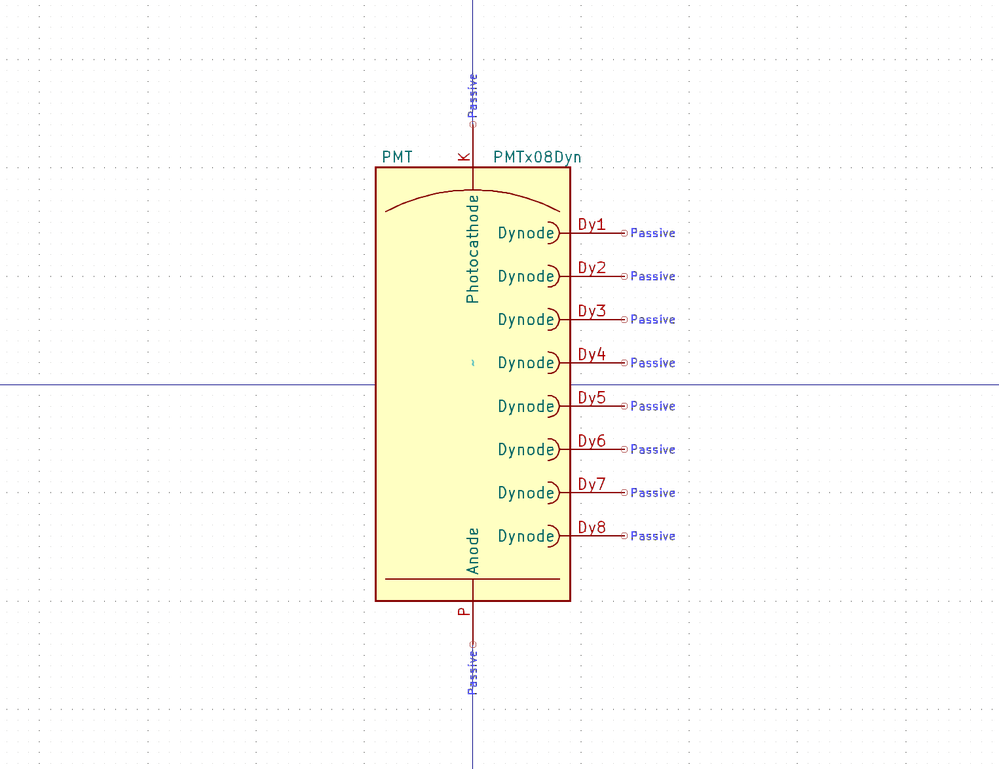 Passive
PMT K PMTx08Dyn
Photocathode
Dynode Dy1 Passive
Dynode Dy2 Passive
Dynode Dy3 Passive
Dynode Dy4 Passive
~
Dynode Dy5 Passive
Dynode Dy6 Passive
Dynode Dy7 Passive
Dynode Dy8 Passive
Anode
P
Passive